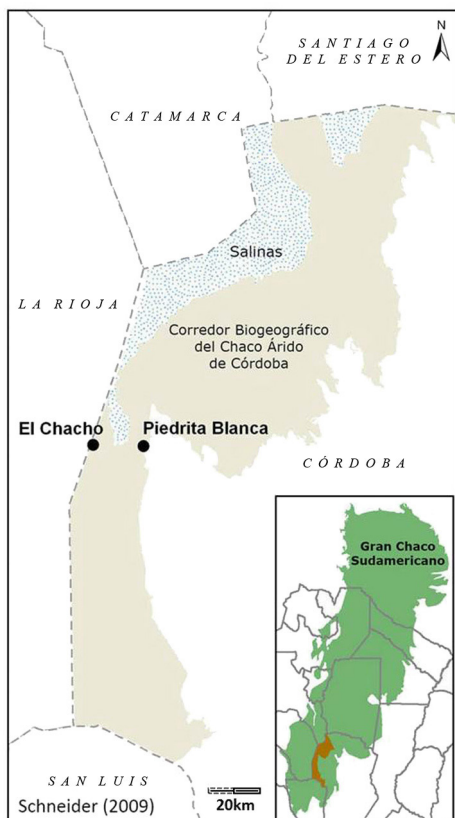 N
SANTIAGO
DEL ESTERO
CATAMARCA
Salinas
LA RIOJA
Corredor Biogeográfico
del Chaco Árido
de Córdoba
El Chacho
Piedrita Blanca
CÓRDOBA
Gran Chaco
Sudamericano
SAN LUIS
Schneider (2009)
20km